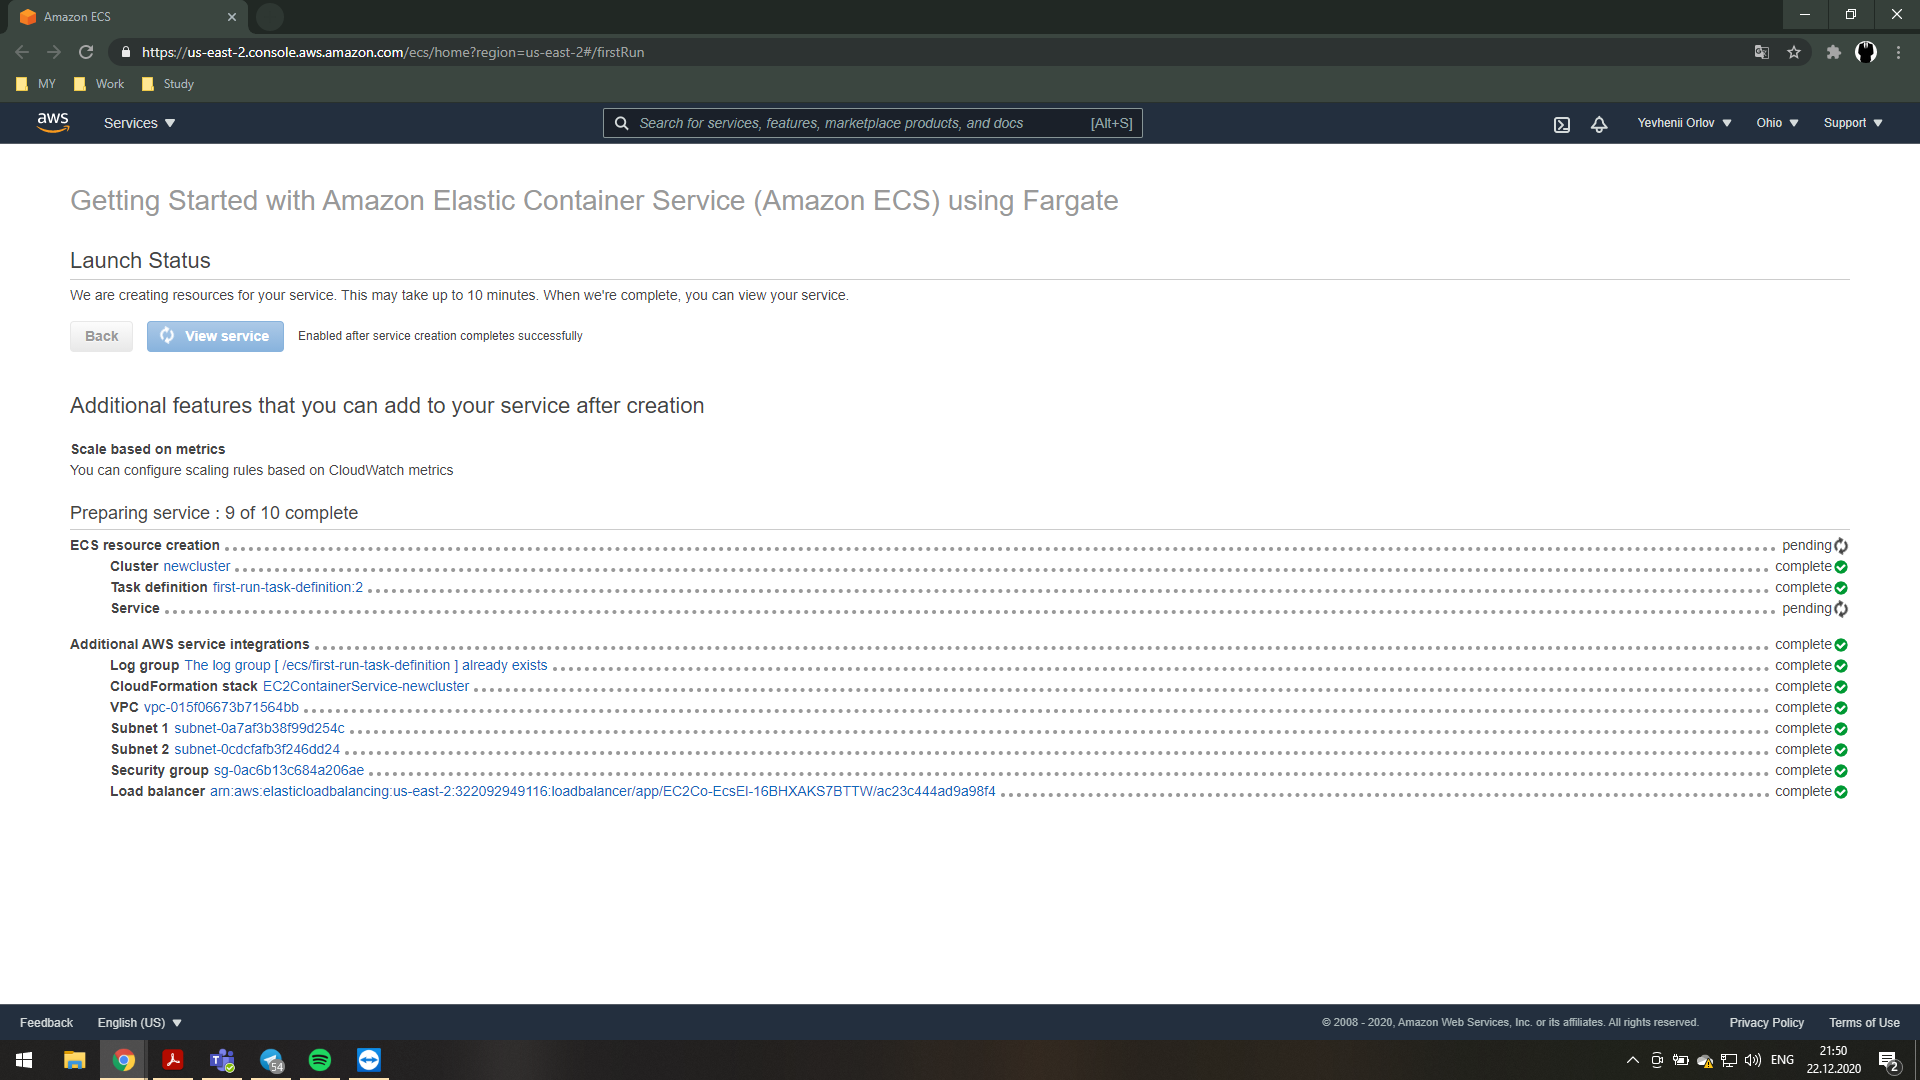 Amazon ECS
https://us-east-2.console.aws.amazon.com/ecs/home?region=us-east-2#/firstRun
MY
Work
Study
aws
Services
Search for services, features, marketplace products, and docs
[Alt+S]
Yevhenii Orlov
Ohio
Support
Getting Started with Amazon Elastic Container Service (Amazon ECS) using Fargate
Launch Status
We are creating resources for your service. This may take up to 10 minutes. When we're complete, you can view your service.
Back
View service
Enabled after service creation completes successfully
Additional features that you can add to your service after creation
Scale based on metrics
You can configure scaling rules based on CloudWatch metrics
Preparing service : 9 of 10 complete
ECS resource creation pending
Cluster newcluster complete
Task definition first-run-task-definition:2 complete
Service pending
Additional AWS service integrations complete
Log group The log group [ /ecs/first-run-task-definition ] already exists complete
CloudFormation stack EC2ContainerService-newcluster complete
VPC vpc-015f06673b71564bb complete
Subnet 1 subnet-0a7af3b38f99d254c complete
Subnet 2 subnet-0cdcfafb3f246dd24 complete
Security group sg-0ac6b13c684a206ae complete
Load balancer arn:aws:elasticloadbalancing:us-east-2:322092949116:loadbalancer/app/EC2Co-EcsEl-16BHXAKS7BTTW/ac23c444ad9a98f4 complete
Feedback
English (US)
© 2008 - 2020, Amazon Web Services, Inc. or its affiliates. All rights reserved.
Privacy Policy
Terms of Use
54
ENG
21:50
22.12.2020
2